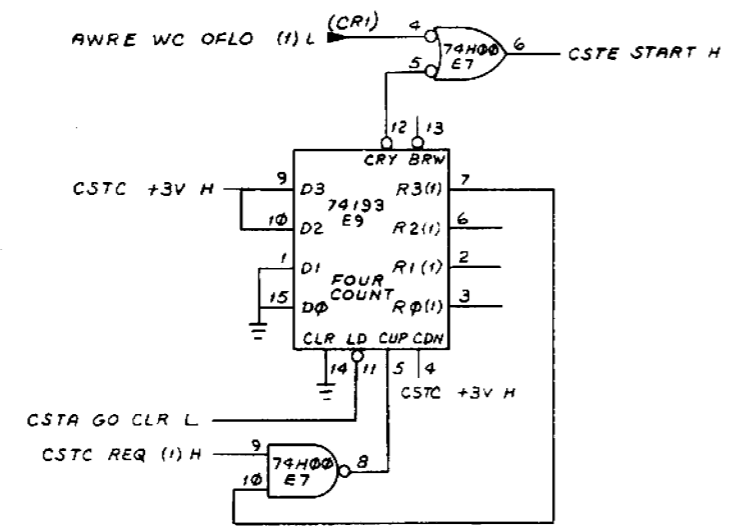 (CR1)
AWRE WC OFLO (1) L
4
74HØØ
E7
6
CSTE START H
5
12
13
CRY BRW
CSTC +3V H
9
D3
74193
E9
R3(1)
7
1Ø
D2
R2(1)
6
1
D1
FOUR
COUNT
R1(1)
2
15
DØ
RØ(1)
3
CLR LD CUP CDN
14
11
5
4
CSTC +3V H
CSTA GO CLR L
CSTC REQ (1) H
9
74HØØ
E7
8
1Ø